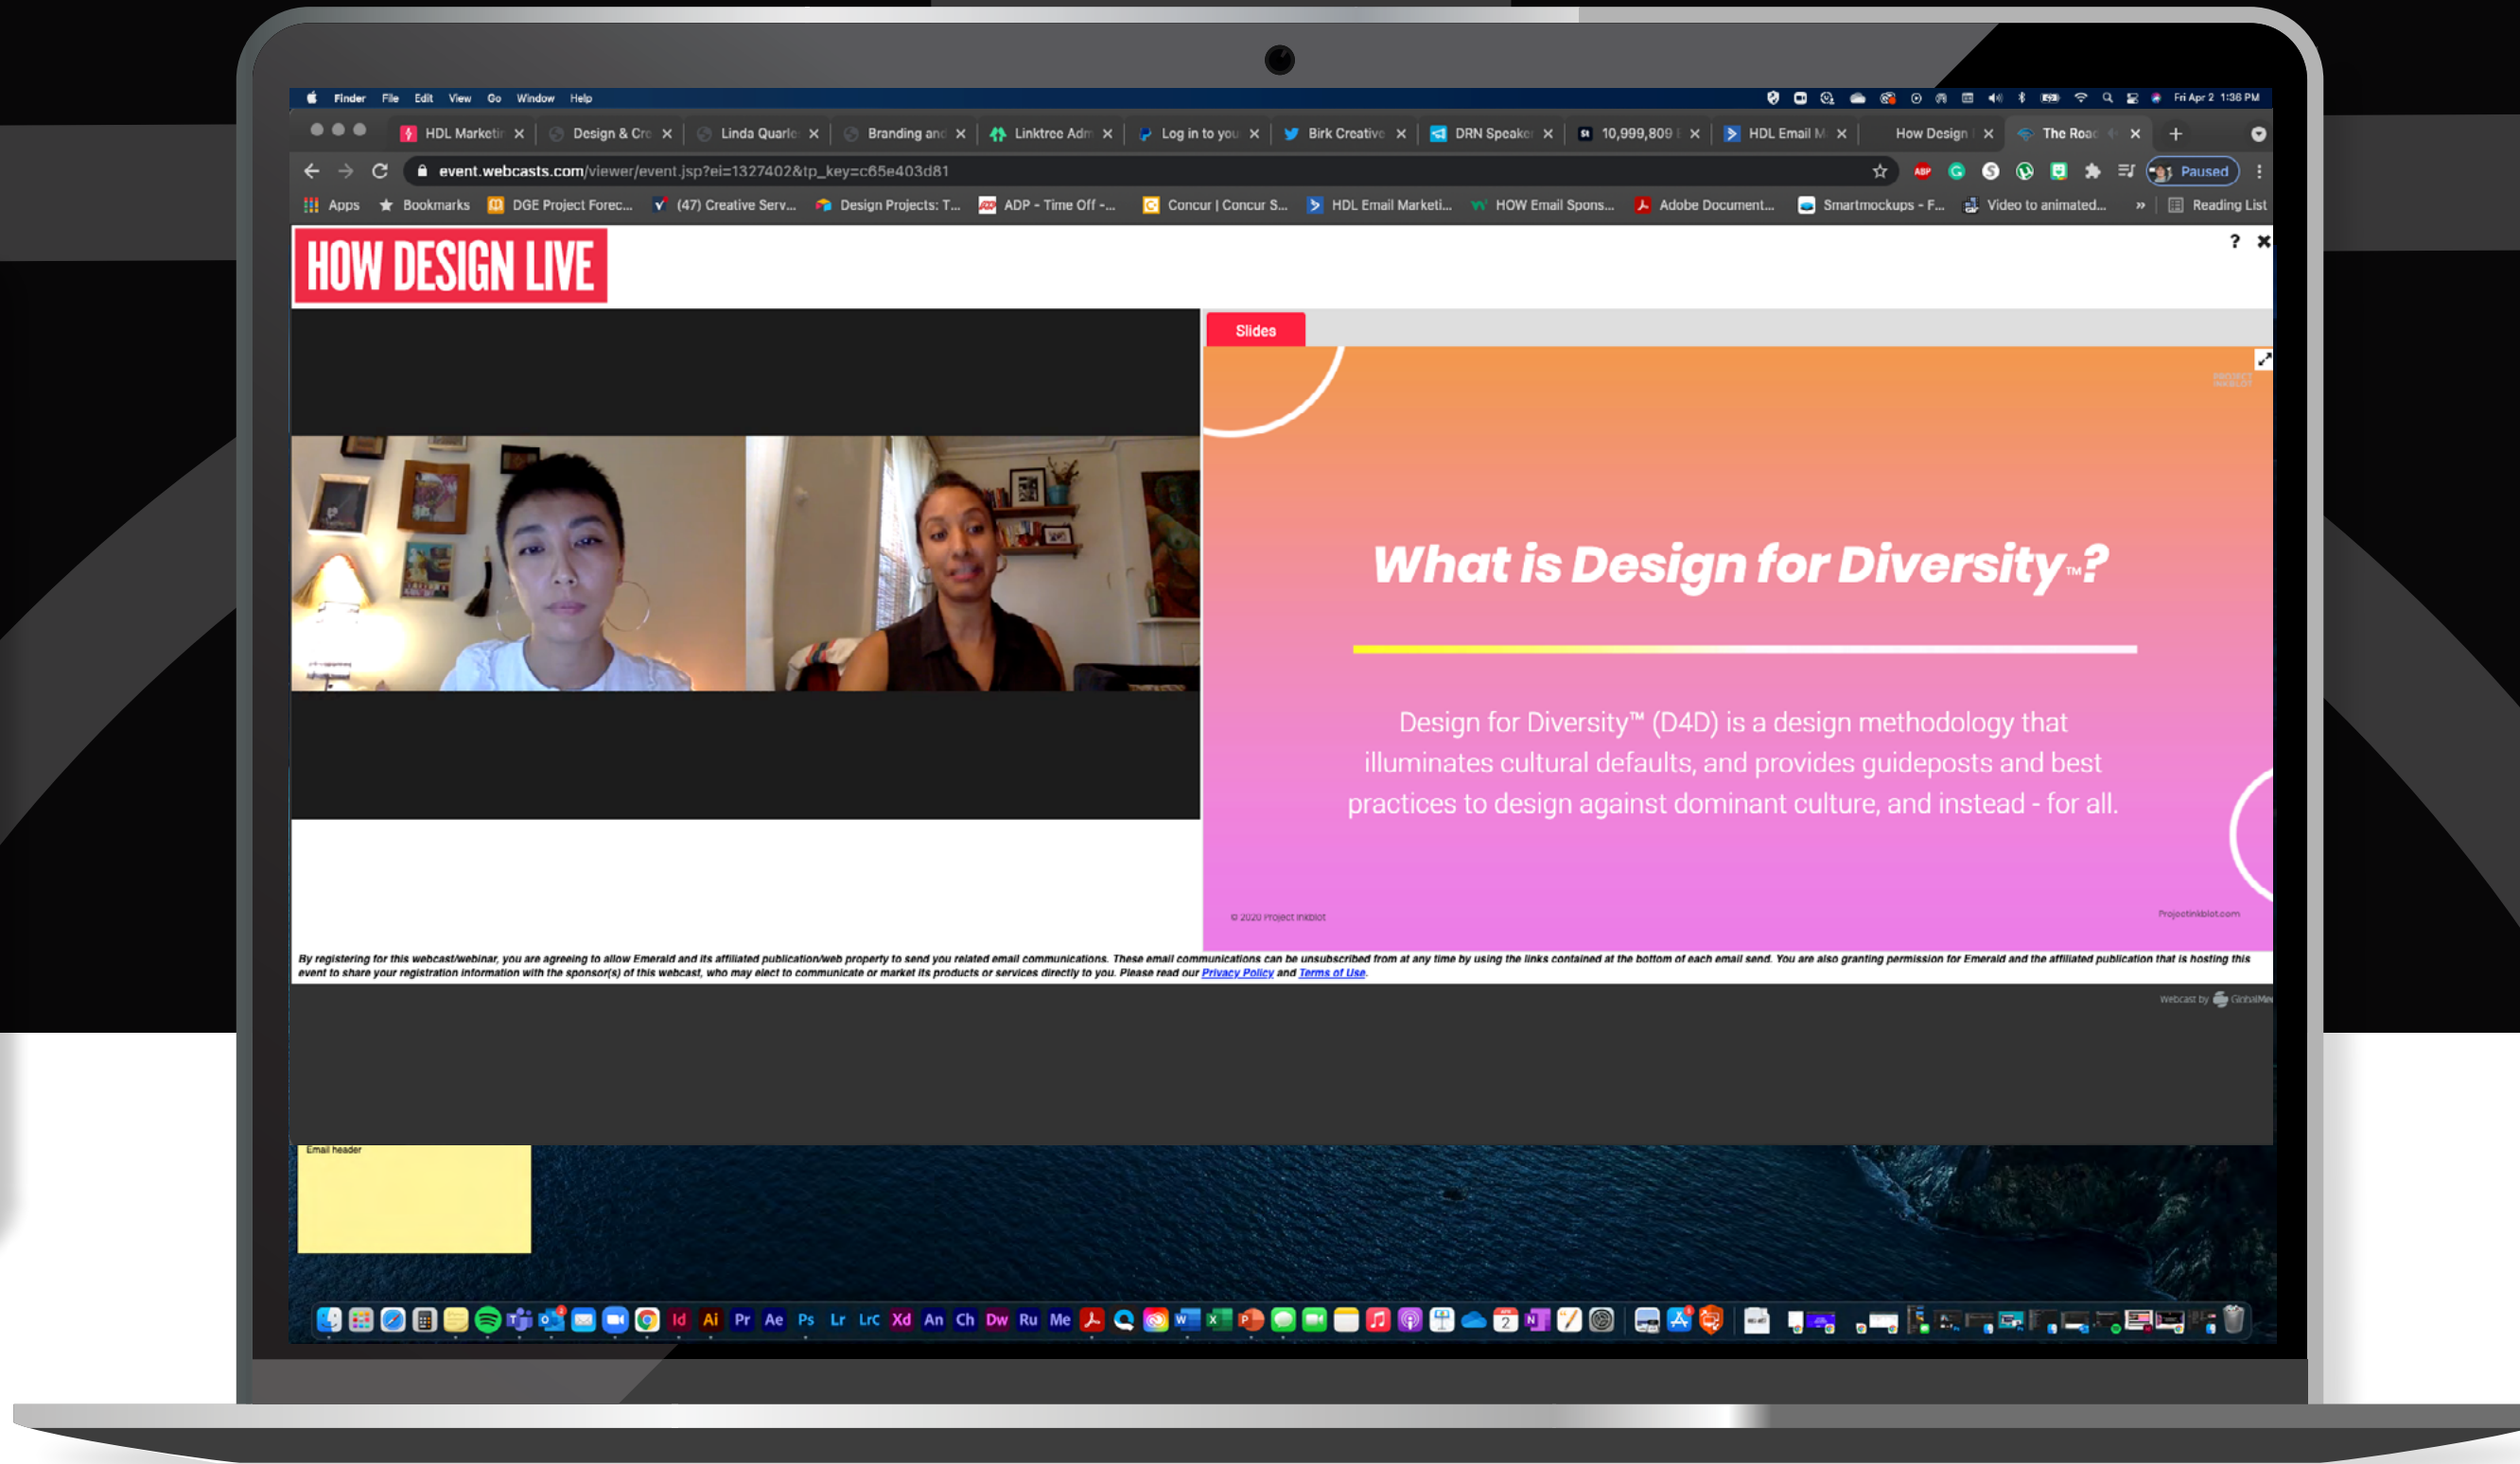 Finder File Edit View Go Window Help
Fri Apr 2 1:36 PM
HDL Marketin
Design & Cre
Linda Quarle
Branding and
Linktree Adm
Log in to you
Birk Creative
DRN Speaker
10,999,809
HDL Email M
How Design
The Road
event.webcasts.com/viewer/event.jsp?ei=1327402&tp_key=c65e403d81
ABP
Paused
Apps
Bookmarks
DGE Project Forec...
(47) Creative Serv...
Design Projects: T...
ADP - Time Off -...
Concur | Concur S...
HDL Email Marketi...
HOW Email Spons...
Adobe Document...
Smartmockups - F...
Video to animated...
»
Reading List
HOW DESIGN LIVE
?
Slides
PROJECT
INKBLOT
What is Design for Diversity™?
Design for Diversity™ (D4D) is a design methodology that
illuminates cultural defaults, and provides guideposts and best
practices to design against dominant culture, and instead - for all.
© 2020 Project Inkblot
Projectinkblot.com
By registering for this webcast/webinar, you are agreeing to allow Emerald and its affiliated publication/web property to send you related email communications. These email communications can be unsubscribed from at any time by using the links contained at the bottom of each email send. You are also granting permission for Emerald and the affiliated publication that is hosting this
event to share your registration information with the sponsor(s) of this webcast, who may elect to communicate or market its products or services directly to you. Please read our Privacy Policy and Terms of Use.
Webcast by GlobalMee
Email header
Id Ai Pr Ae Ps Lr LrC Xd An Ch Dw Ru Me
W X P
2
N